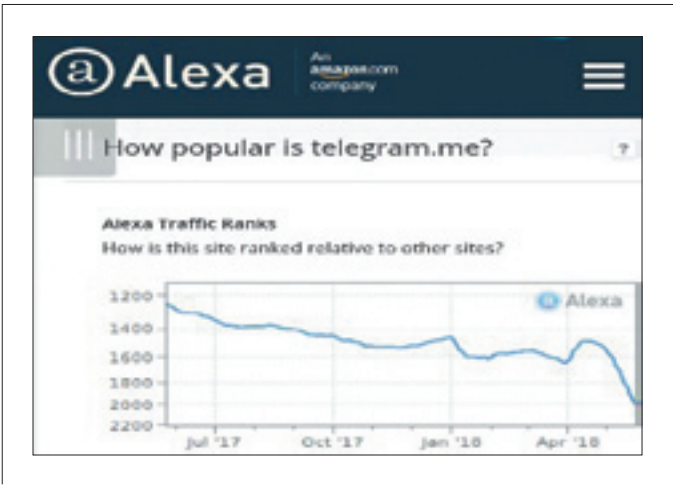 a Alexa
An
amazon.com
company
How popular is telegram.me?
?
Alexa Traffic Ranks
How is this site ranked relative to other sites?
a Alexa
1200
1400
1600
1800
2000
2200
Jul '17
Oct '17
Jan '18
Apr '18